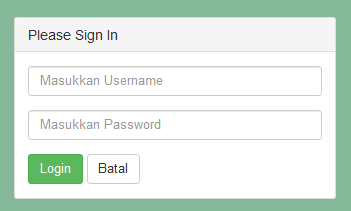 Please Sign In
Masukkan Username
Masukkan Password
Login Batal